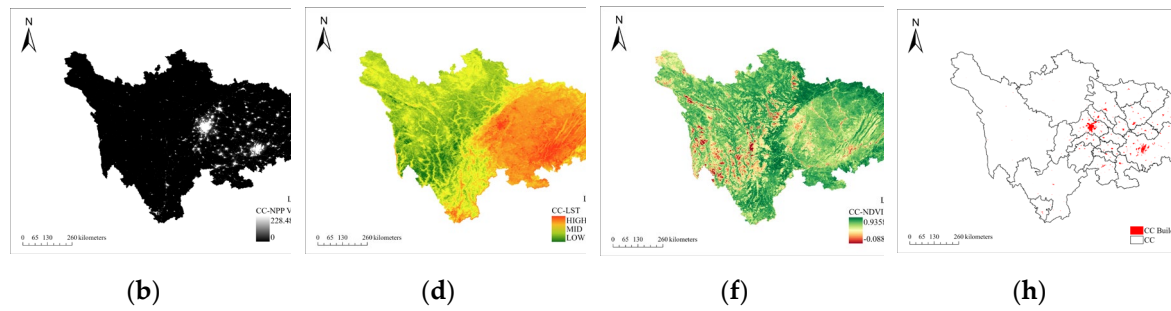 N
CC-NPP V
228.48
0
0 65 130 260 kilometers
(b)
N
CC-LST
HIGH
MID
LOW
0 65 130 260 kilometers
(d)
N
CC-NDVI
0.9358
-0.088
0 65 130 260 kilometers
(f)
N
CC Buil
CC
0 65 130 260 kilometers
(h)